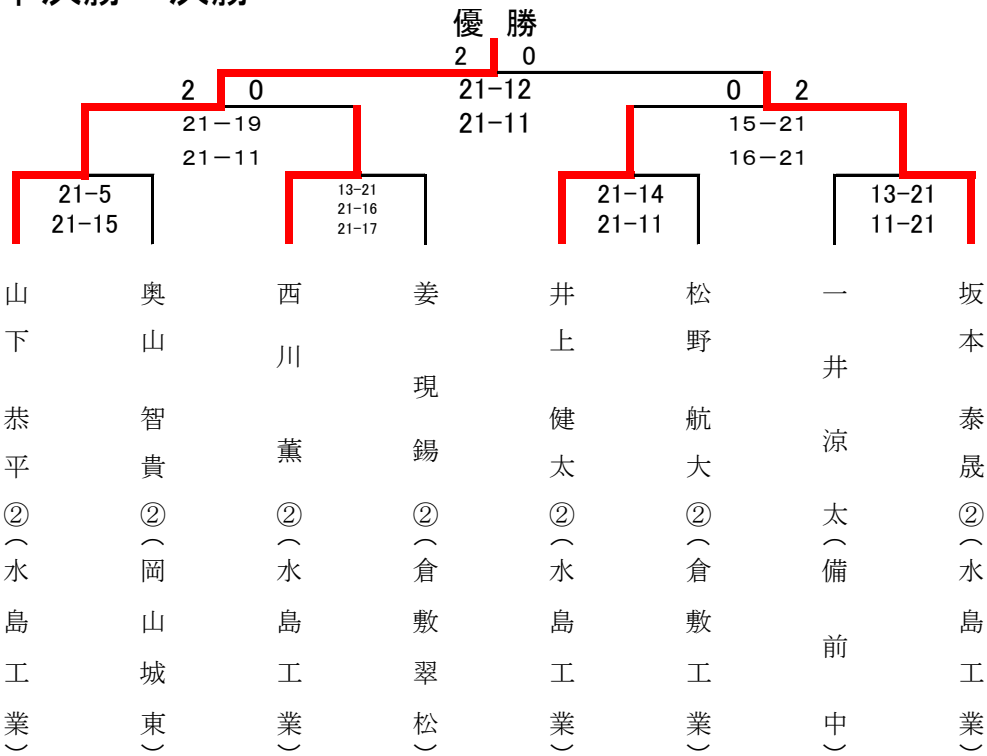 優 勝
2 0
21-12
21-11
2 0
21-19
21-11
0 2
15-21
16-21
21-5
21-15
13-21
21-16
21-17
21-14
21-11
13-21
11-21
山下 恭平②(水島工業)
奥山 智貴②(岡山城東)
西川 薫②(水島工業)
姜 現錫②(倉敷翠松)
井上 健太②(水島工業)
松野 航大②(倉敷工業)
一井 涼太(備前中)
坂本 泰晟②(水島工業)